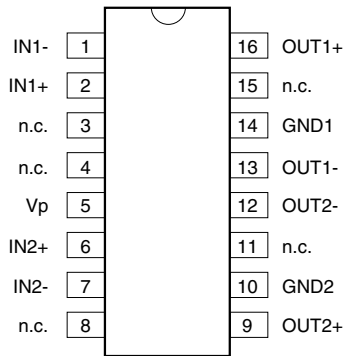 IN1- 1 16 OUT1+
IN1+ 2 15 n.c.
n.c. 3 14 GND1
n.c. 4 13 OUT1-
Vp 5 12 OUT2-
IN2+ 6 11 n.c.
IN2- 7 10 GND2
n.c. 8 9 OUT2+